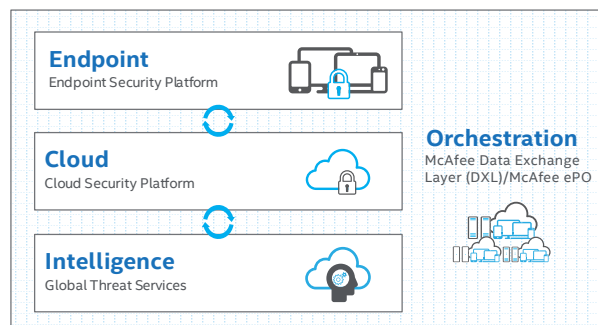 Endpoint
Endpoint Security Platform
Cloud
Cloud Security Platform
Intelligence
Global Threat Services
Orchestration
McAfee Data Exchange
Layer (DXL)/McAfee ePO